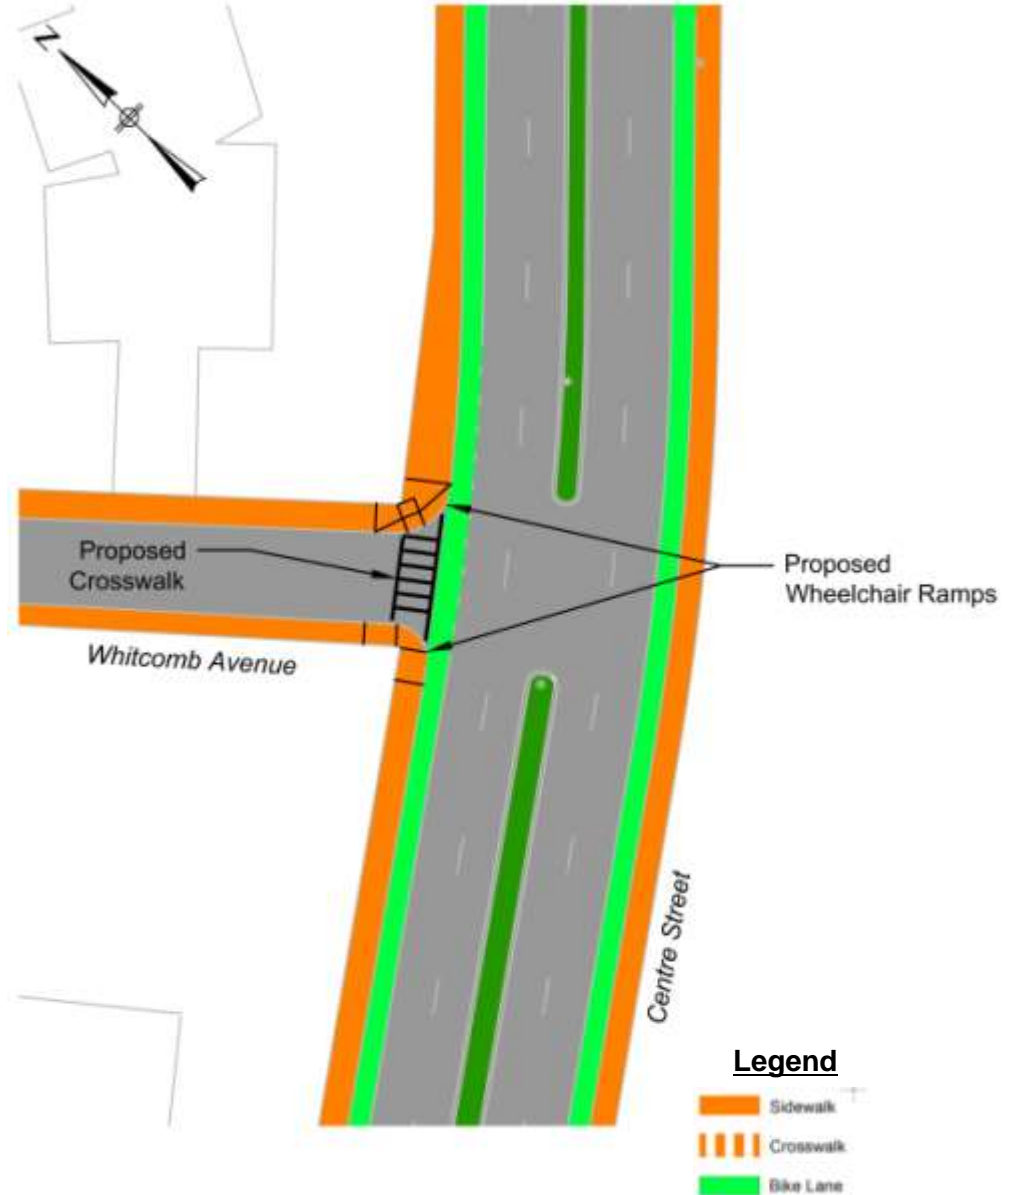 N
Proposed
Crosswalk
Proposed
Wheelchair Ramps
Whitcomb Avenue
Centre Street
Legend
Sidewalk
Crosswalk
Bike Lane